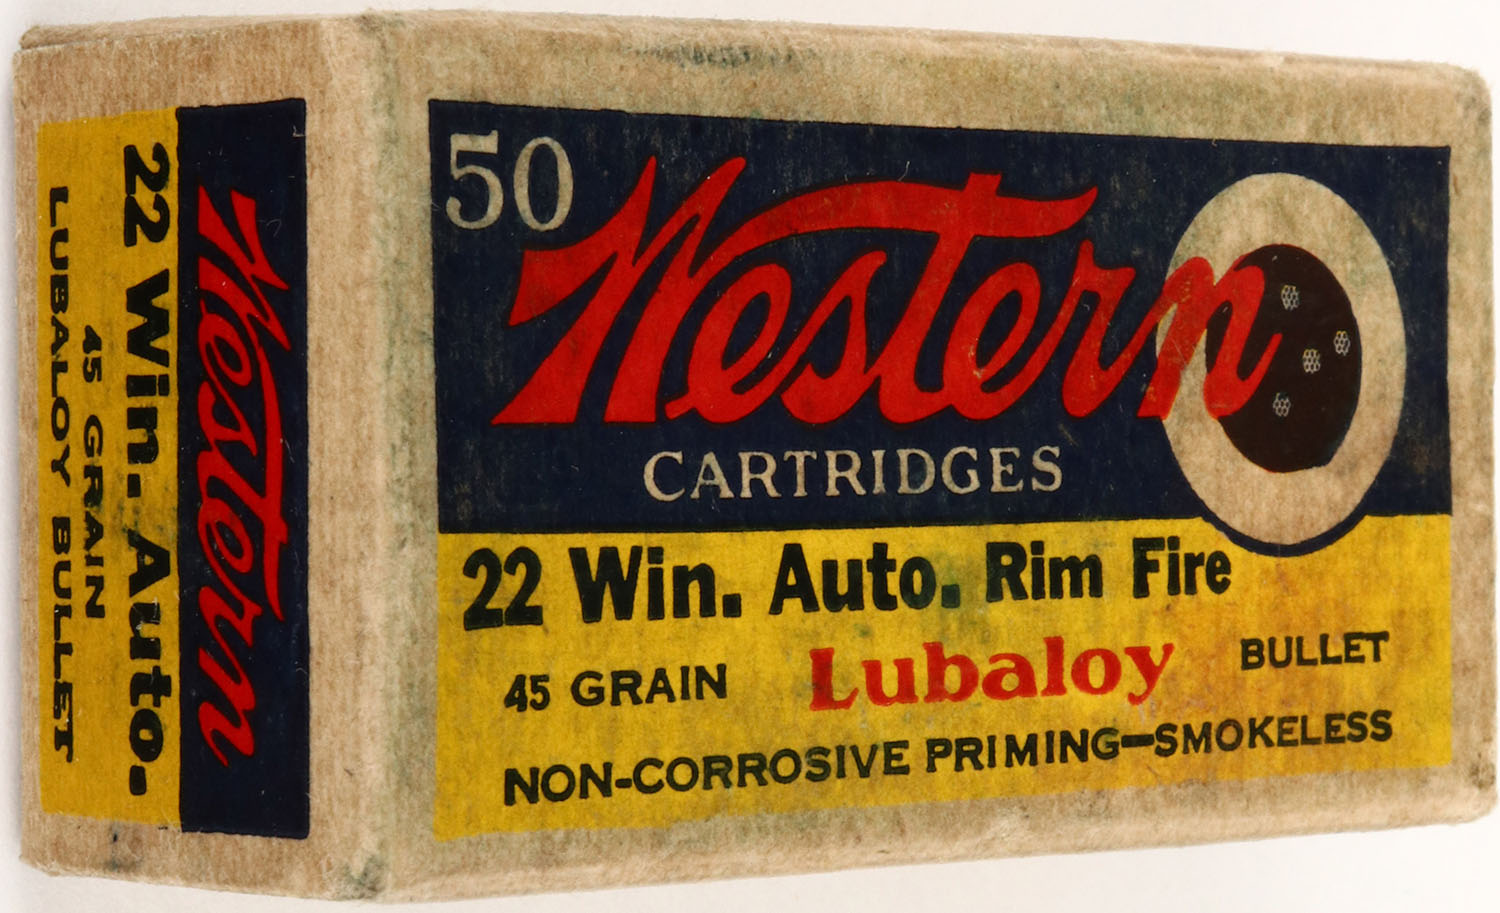 50
Western
CARTRIDGES
22 Win. Auto. Rim Fire
45 GRAIN Lubaloy BULLET
NON-CORROSIVE PRIMING—SMOKELESS
Western
22 Win. Auto.
45 GRAIN
LUBALOY BULLET